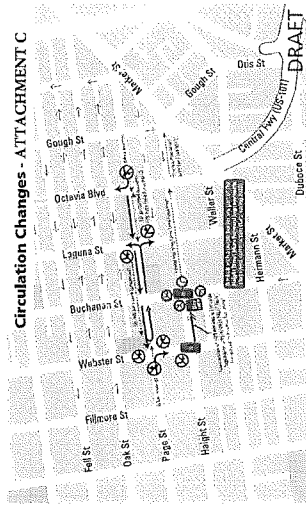 Circulation Changes - ATTACHMENT C
Market St
Gough St
Octavia Blvd
Laguna St
Buchanan St
Webster St
Fillmore St
Fell St
Oak St
Page St
Haight St
Waller St
Hermann St
Market St
Duboce St
Gough St
Otis St
Central Fwy (US-101)
DRAFT